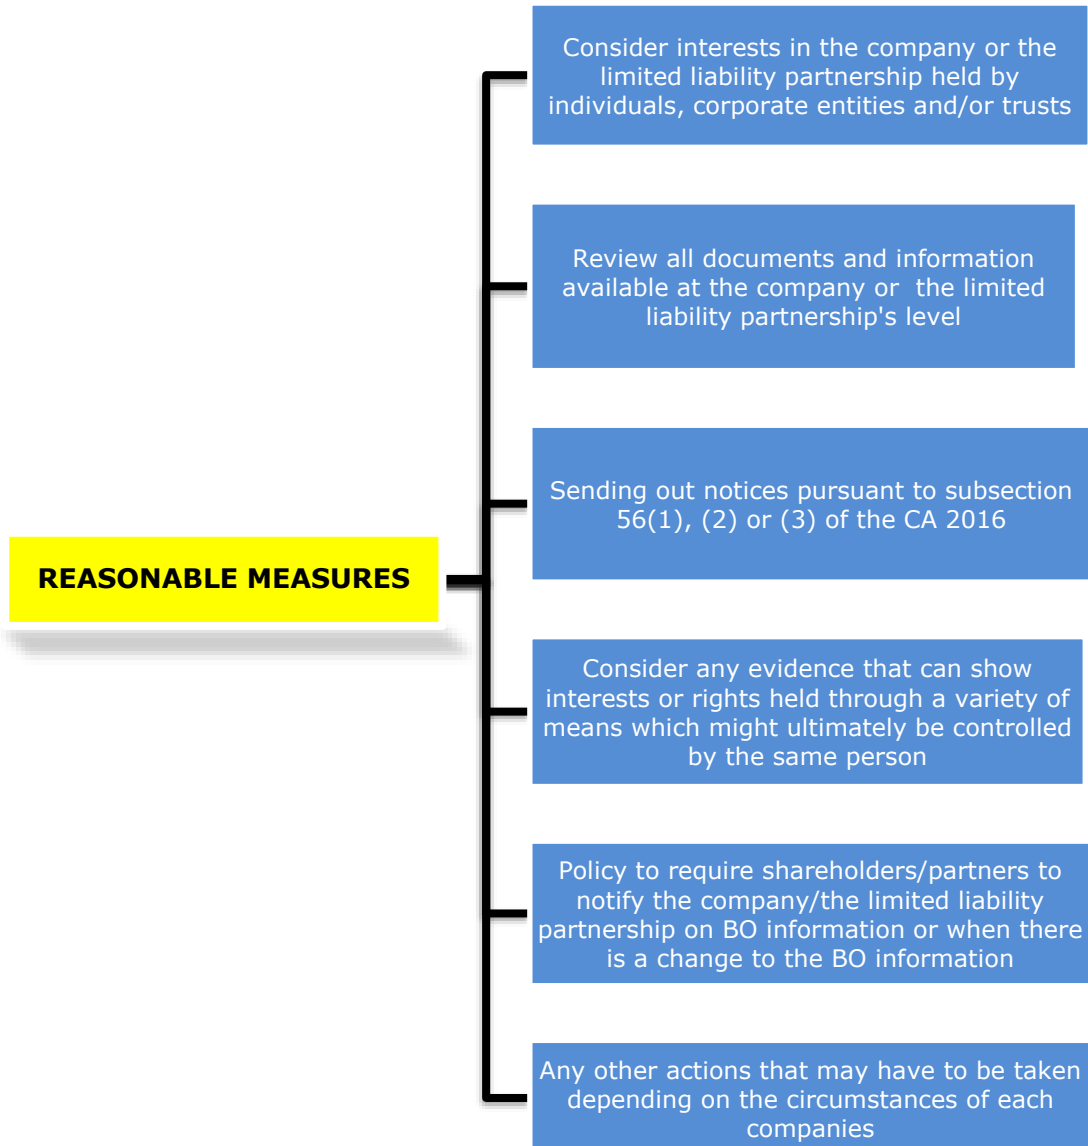 Consider interests in the company or the
limited liability partnership held by
individuals, corporate entities and/or trusts
Review all documents and information
available at the company or the limited
liability partnership's level
Sending out notices pursuant to subsection
56(1), (2) or (3) of the CA 2016
REASONABLE MEASURES
Consider any evidence that can show
interests or rights held through a variety of
means which might ultimately be controlled
by the same person
Policy to require shareholders/partners to
notify the company/the limited liability
partnership on BO information or when there
is a change to the BO information
Any other actions that may have to be taken
depending on the circumstances of each
companies